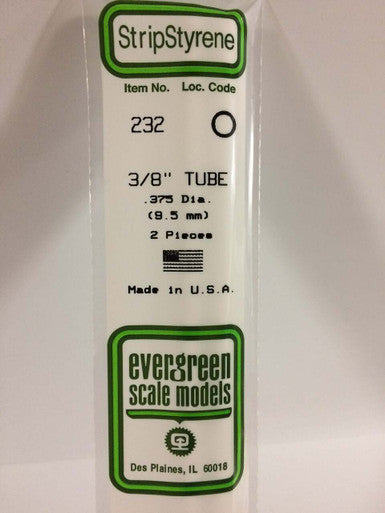 StripStyrene
Item No. Loc. Code
232 O
3/8" TUBE
.375 Dia.
(9.5 mm)
2 Pieces
Made in U.S.A.
evergreen
scale models
Des Plaines, IL 60018